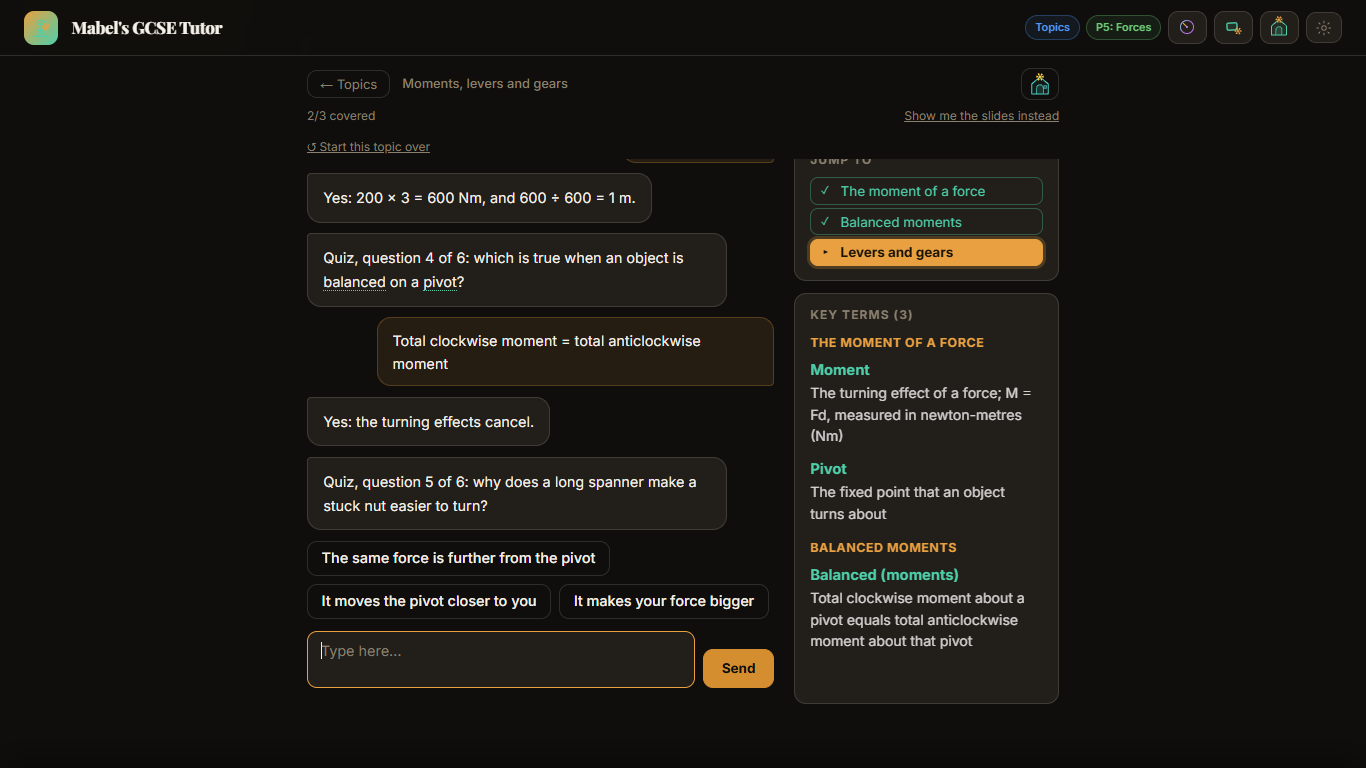 Mabel's GCSE Tutor
Topics
P5: Forces
← Topics
Moments, levers and gears
2/3 covered
Show me the slides instead
↺ Start this topic over
JUMP TO
✓ The moment of a force
✓ Balanced moments
▸ Levers and gears
Yes: 200 × 3 = 600 Nm, and 600 ÷ 600 = 1 m.
Quiz, question 4 of 6: which is true when an object is
balanced on a pivot?
Total clockwise moment = total anticlockwise
moment
Yes: the turning effects cancel.
Quiz, question 5 of 6: why does a long spanner make a
stuck nut easier to turn?
The same force is further from the pivot
It moves the pivot closer to you
It makes your force bigger
Type here...
Send
KEY TERMS (3)
THE MOMENT OF A FORCE
Moment
The turning effect of a force; M =
Fd, measured in newton-metres
(Nm)
Pivot
The fixed point that an object
turns about
BALANCED MOMENTS
Balanced (moments)
Total clockwise moment about a
pivot equals total anticlockwise
moment about that pivot